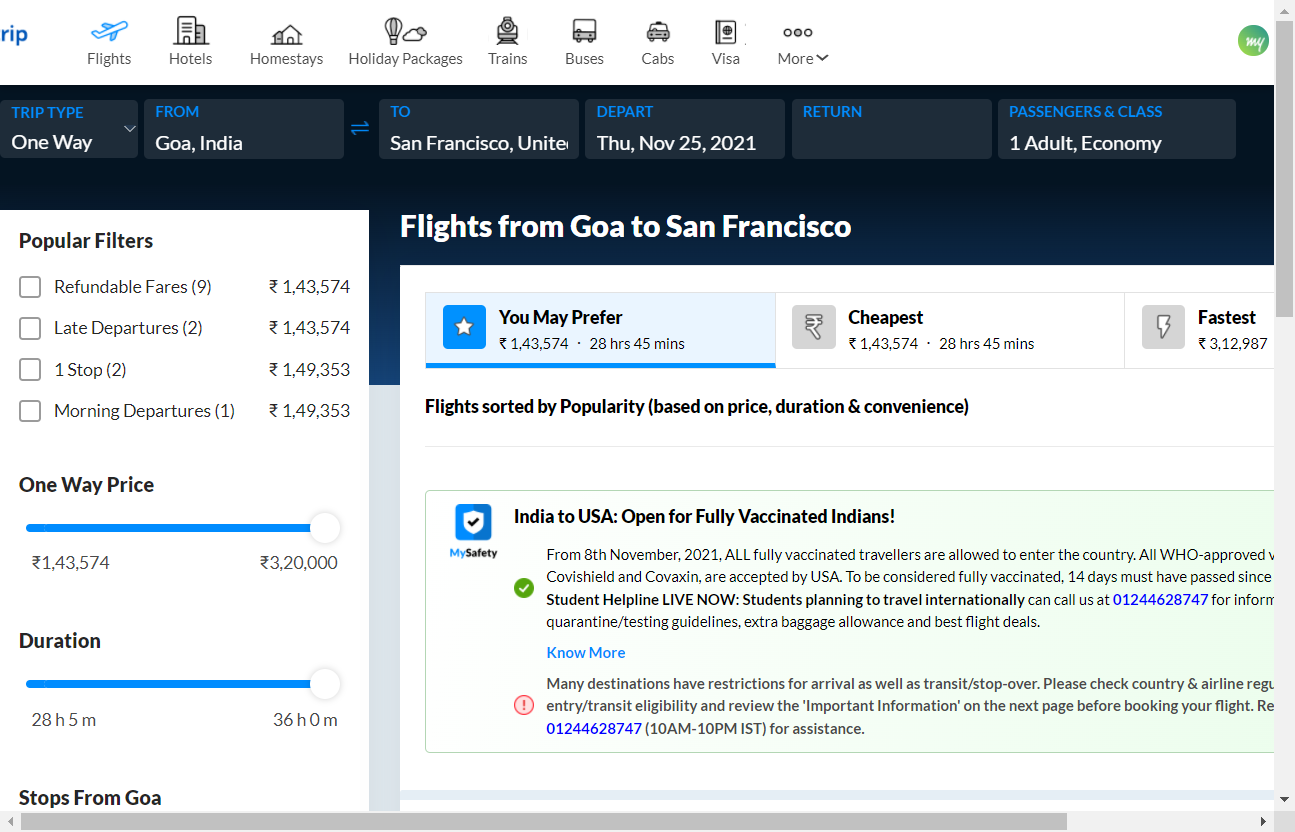 rip
Flights
Hotels
Homestays
Holiday Packages
Trains
Buses
Cabs
Visa
More
my
TRIP TYPE
One Way
FROM
Goa, India
TO
San Francisco, Unite
DEPART
Thu, Nov 25, 2021
RETURN
PASSENGERS & CLASS
1 Adult, Economy
Popular Filters
Refundable Fares (9) ₹ 1,43,574
Late Departures (2) ₹ 1,43,574
1 Stop (2) ₹ 1,49,353
Morning Departures (1) ₹ 1,49,353
One Way Price
₹1,43,574 ₹3,20,000
Duration
28 h 5 m 36 h 0 m
Stops From Goa
Flights from Goa to San Francisco
You May Prefer
₹ 1,43,574 · 28 hrs 45 mins
Cheapest
₹ 1,43,574 · 28 hrs 45 mins
Fastest
₹ 3,12,987
Flights sorted by Popularity (based on price, duration & convenience)
MySafety
India to USA: Open for Fully Vaccinated Indians!
From 8th November, 2021, ALL fully vaccinated travellers are allowed to enter the country. All WHO-approved v
Covishield and Covaxin, are accepted by USA. To be considered fully vaccinated, 14 days must have passed since
Student Helpline LIVE NOW: Students planning to travel internationally can call us at 01244628747 for inform
quarantine/testing guidelines, extra baggage allowance and best flight deals.
Know More
Many destinations have restrictions for arrival as well as transit/stop-over. Please check country & airline regu
entry/transit eligibility and review the 'Important Information' on the next page before booking your flight. Re
01244628747 (10AM-10PM IST) for assistance.